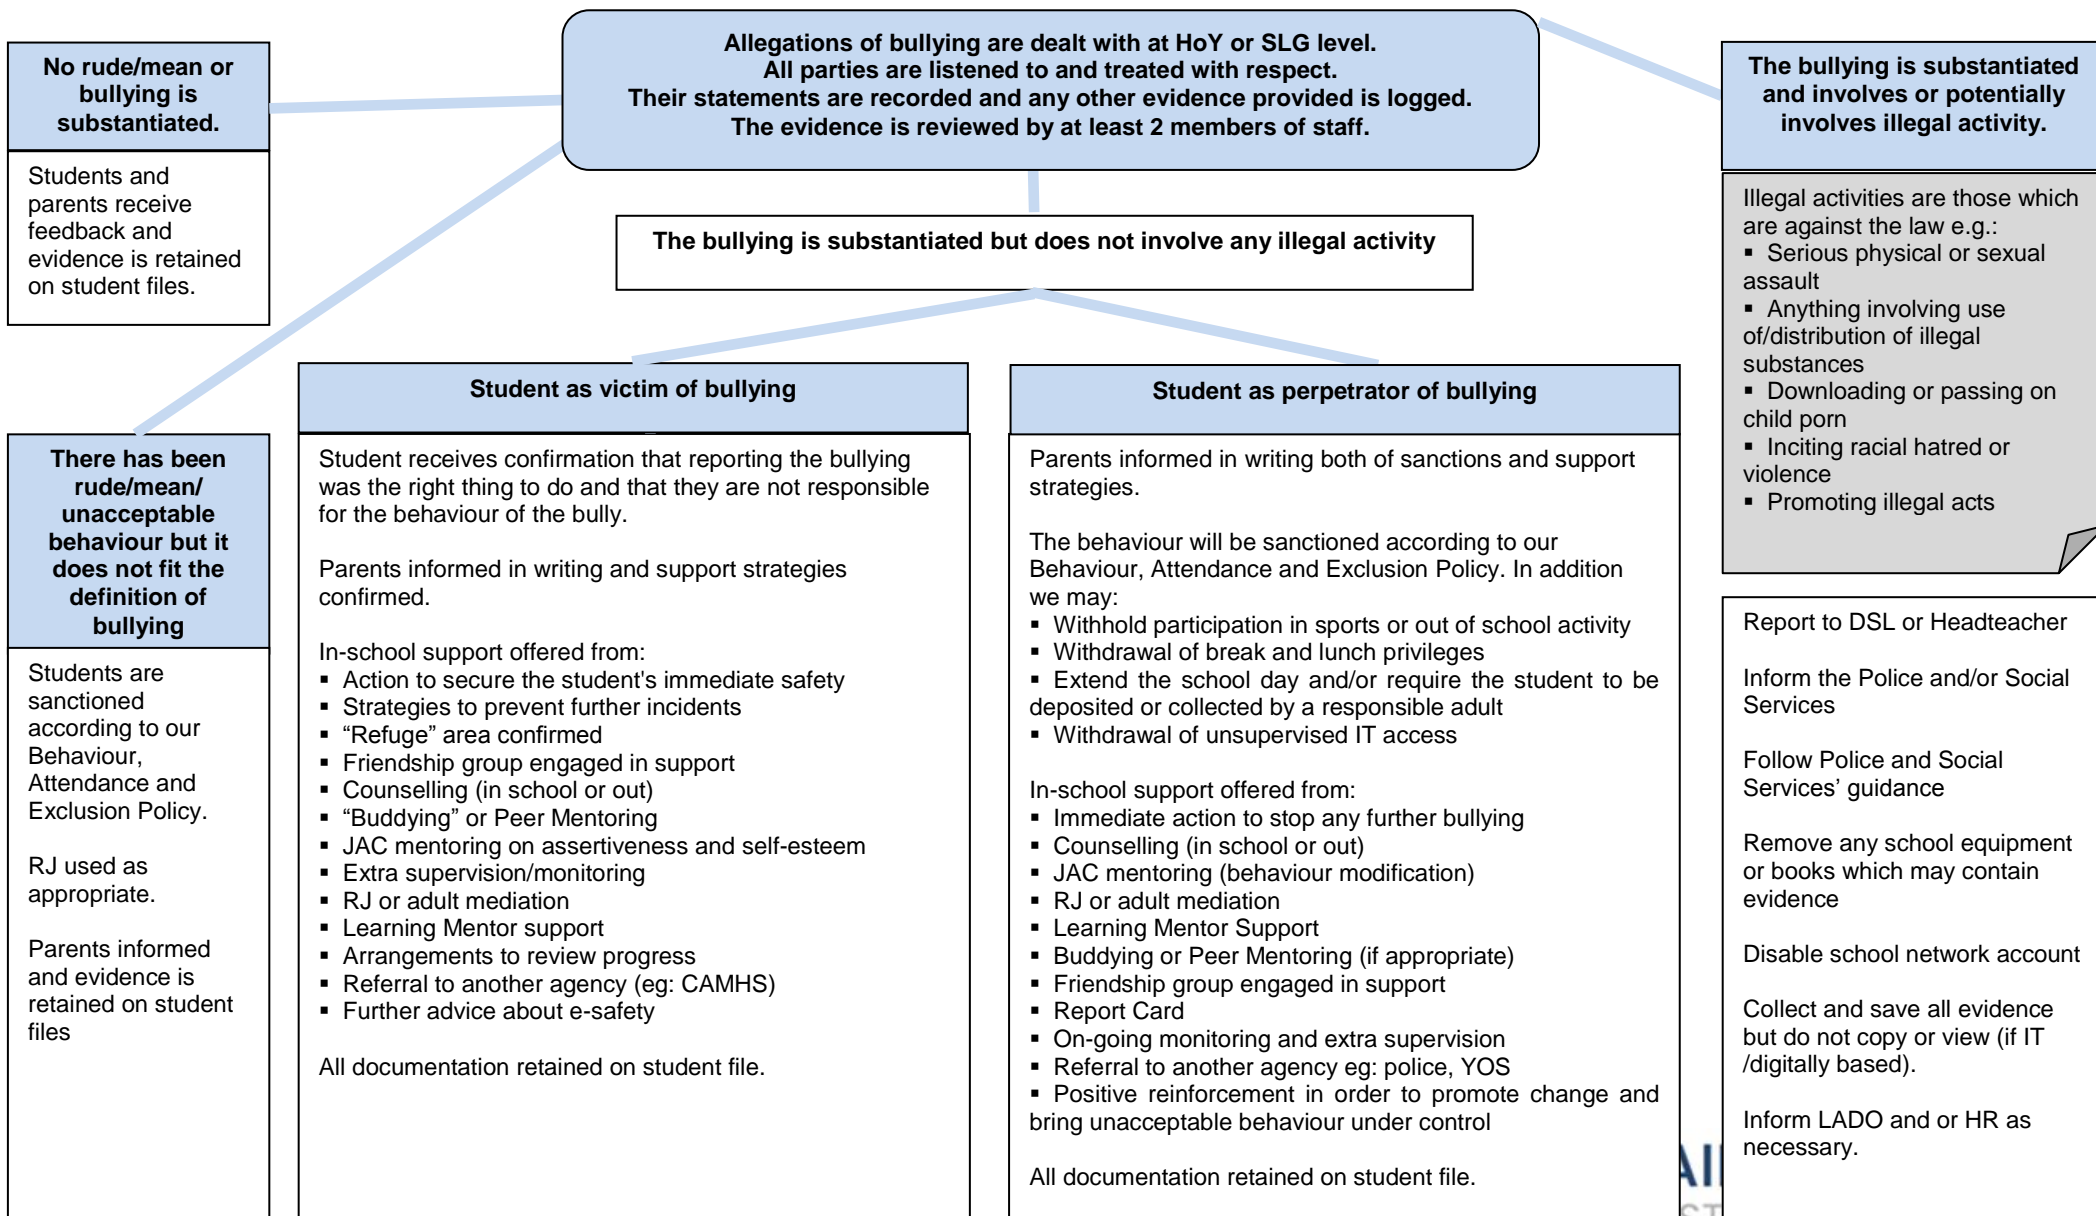 Allegations of bullying are dealt with at HoY or SLG level.
All parties are listened to and treated with respect.
Their statements are recorded and any other evidence provided is logged.
The evidence is reviewed by at least 2 members of staff.
No rude/mean or
bullying is
substantiated.
Students and
parents receive
feedback and
evidence is retained
on student files.
There has been
rude/mean/
unacceptable
behaviour but it
does not fit the
definition of
bullying
Students are
sanctioned
according to our
Behaviour,
Attendance and
Exclusion Policy.
RJ used as
appropriate.
Parents informed
and evidence is
retained on student
files
The bullying is substantiated but does not involve any illegal activity
Student as victim of bullying
Student receives confirmation that reporting the bullying
was the right thing to do and that they are not responsible
for the behaviour of the bully.
Parents informed in writing and support strategies
confirmed.
In-school support offered from:
▪ Action to secure the student's immediate safety
▪ Strategies to prevent further incidents
▪ “Refuge” area confirmed
▪ Friendship group engaged in support
▪ Counselling (in school or out)
▪ “Buddying” or Peer Mentoring
▪ JAC mentoring on assertiveness and self-esteem
▪ Extra supervision/monitoring
▪ RJ or adult mediation
▪ Learning Mentor support
▪ Arrangements to review progress
▪ Referral to another agency (eg: CAMHS)
▪ Further advice about e-safety
All documentation retained on student file.
Student as perpetrator of bullying
Parents informed in writing both of sanctions and support
strategies.
The behaviour will be sanctioned according to our
Behaviour, Attendance and Exclusion Policy. In addition
we may:
▪ Withhold participation in sports or out of school activity
▪ Withdrawal of break and lunch privileges
▪ Extend the school day and/or require the student to be
deposited or collected by a responsible adult
▪ Withdrawal of unsupervised IT access
In-school support offered from:
▪ Immediate action to stop any further bullying
▪ Counselling (in school or out)
▪ JAC mentoring (behaviour modification)
▪ RJ or adult mediation
▪ Learning Mentor Support
▪ Buddying or Peer Mentoring (if appropriate)
▪ Friendship group engaged in support
▪ Report Card
▪ On-going monitoring and extra supervision
▪ Referral to another agency eg: police, YOS
▪ Positive reinforcement in order to promote change and
bring unacceptable behaviour under control
All documentation retained on student file.
The bullying is substantiated
and involves or potentially
involves illegal activity.
Illegal activities are those which
are against the law e.g.:
▪ Serious physical or sexual
assault
▪ Anything involving use
of/distribution of illegal
substances
▪ Downloading or passing on
child porn
▪ Inciting racial hatred or
violence
▪ Promoting illegal acts
Report to DSL or Headteacher
Inform the Police and/or Social
Services
Follow Police and Social
Services’ guidance
Remove any school equipment
or books which may contain
evidence
Disable school network account
Collect and save all evidence
but do not copy or view (if IT
/digitally based).
Inform LADO and or HR as
necessary.